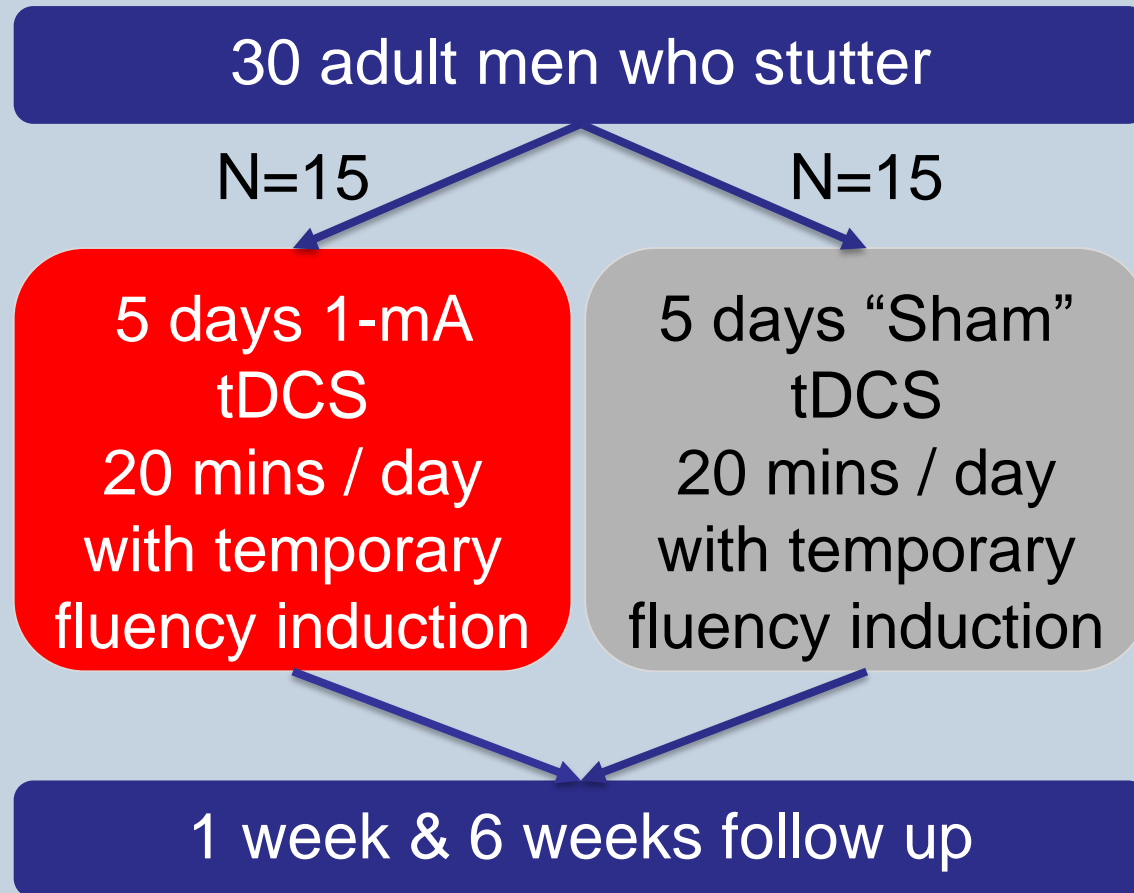 30 adult men who stutter
N=15
N=15
5 days 1-mA
tDCS
20 mins / day
with temporary
fluency induction
5 days “Sham”
tDCS
20 mins / day
with temporary
fluency induction
1 week & 6 weeks follow up